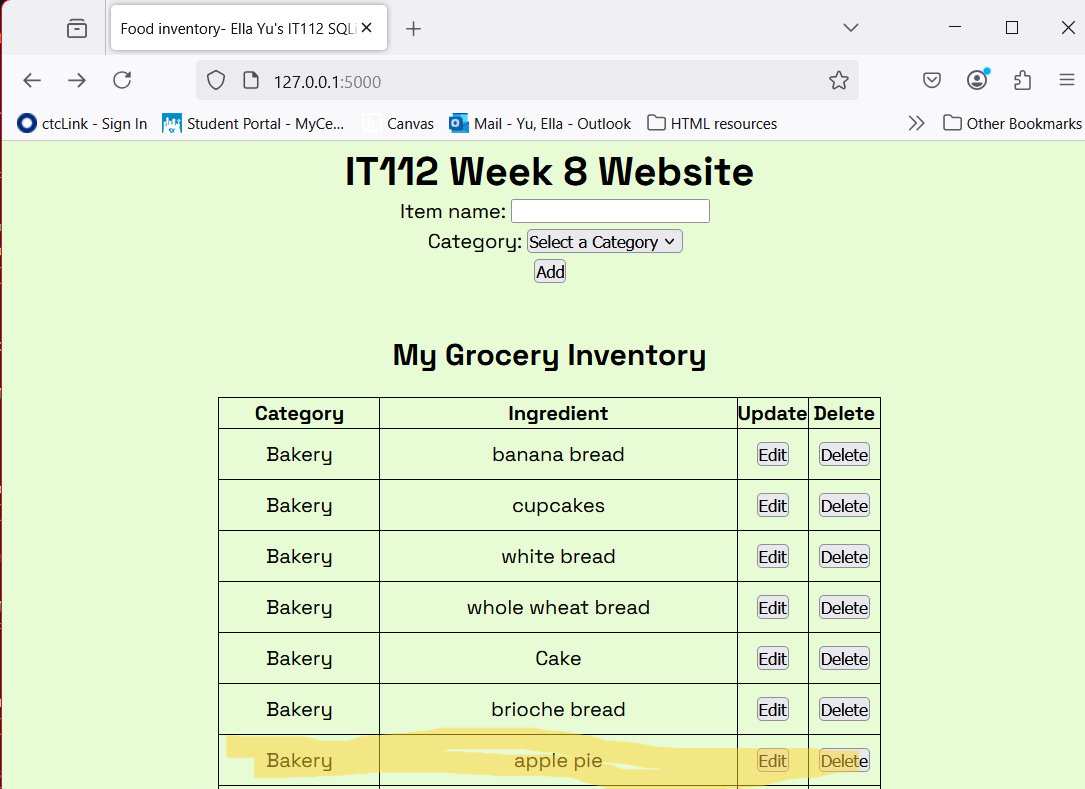 Food inventory- Ella Yu's IT112 SQLi
127.0.0.1:5000
ctcLink - Sign In Student Portal - MyCe... Canvas Mail - Yu, Ella - Outlook HTML resources Other Bookmarks
IT112 Week 8 Website
Item name:
Category: Select a Category
Add
My Grocery Inventory
Category Ingredient Update Delete
Bakery banana bread Edit Delete
Bakery cupcakes Edit Delete
Bakery white bread Edit Delete
Bakery whole wheat bread Edit Delete
Bakery Cake Edit Delete
Bakery brioche bread Edit Delete
Bakery apple pie Edit Delete